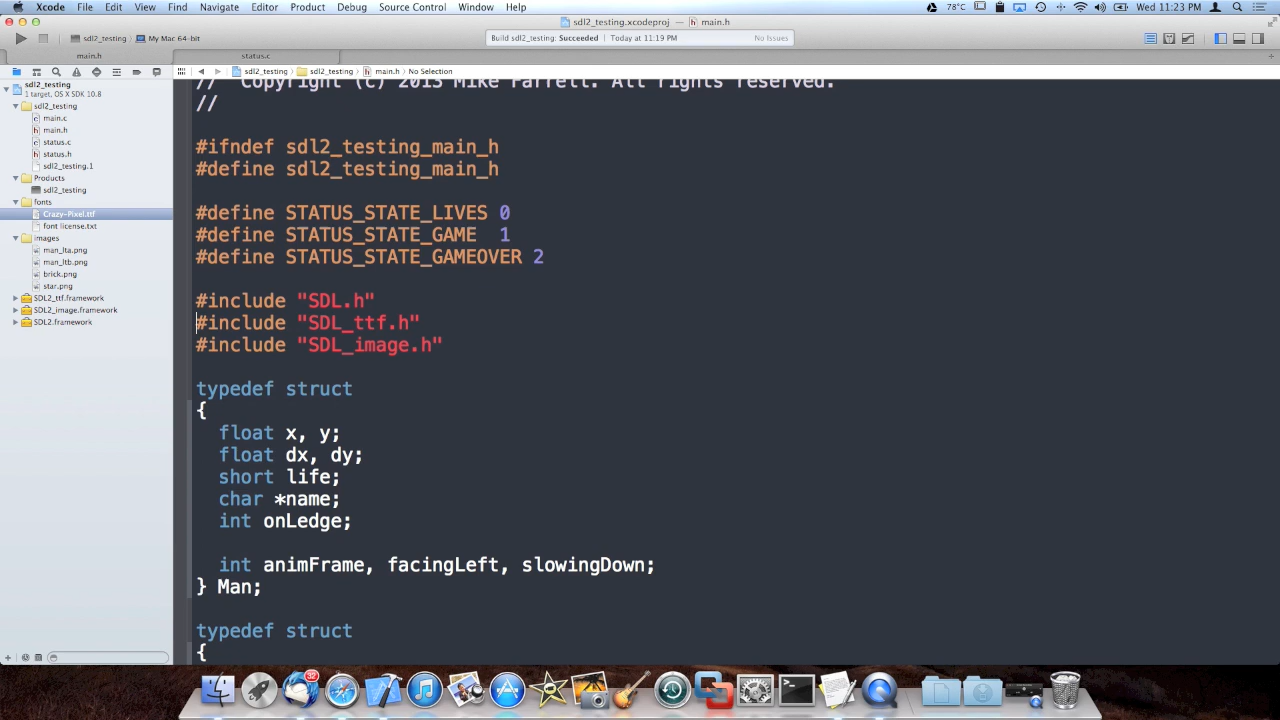 Xcode File Edit View Find Navigate Editor Product Debug Source Control Window Help 78°C Wed 11:23 PM
sdl2_testing.xcodeproj — main.h
sdl2_testing My Mac 64-bit
Build sdl2_testing: Succeeded Today at 11:19 PM No Issues
main.h status.c
sdl2_testing sdl2_testing main.h No Selection
sdl2_testing
1 target, OS X SDK 10.8
sdl2_testing
main.c
main.h
status.c
status.h
sdl2_testing.1
Products
sdl2_testing
fonts
Crazy-Pixel.ttf
font license.txt
images
man_lta.png
man_ltb.png
brick.png
star.png
SDL2_ttf.framework
SDL2_image.framework
SDL2.framework
// Copyright (c) 2013 Mike Farrell. All rights reserved.
//
#ifndef sdl2_testing_main_h
#define sdl2_testing_main_h
#define STATUS_STATE_LIVES 0
#define STATUS_STATE_GAME 1
#define STATUS_STATE_GAMEOVER 2
#include "SDL.h"
#include "SDL_ttf.h"
#include "SDL_image.h"
typedef struct
{
float x, y;
float dx, dy;
short life;
char *name;
int onLedge;
int animFrame, facingLeft, slowingDown;
} Man;
typedef struct
{
32